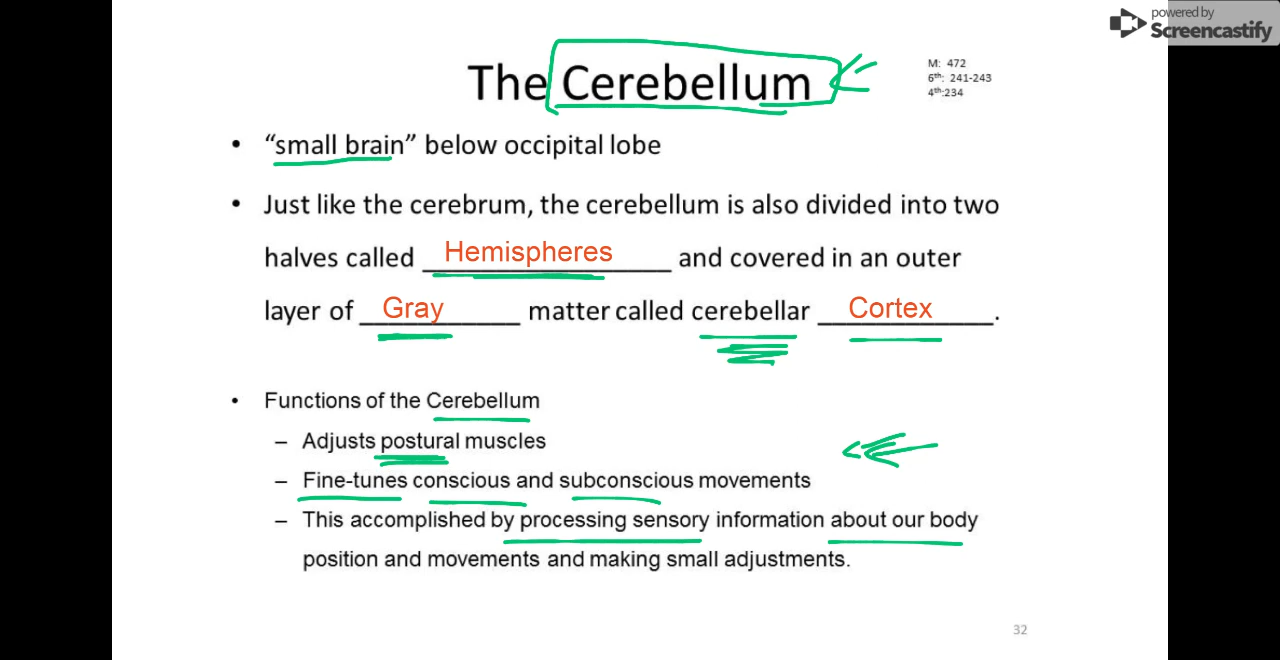 powered by
Screencastify
The Cerebellum
M: 472
6th: 241-243
4th:234
• “small brain” below occipital lobe
• Just like the cerebrum, the cerebellum is also divided into two
halves called Hemispheres and covered in an outer
layer of Gray matter called cerebellar Cortex.
• Functions of the Cerebellum
– Adjusts postural muscles
– Fine-tunes conscious and subconscious movements
– This accomplished by processing sensory information about our body
position and movements and making small adjustments.
32